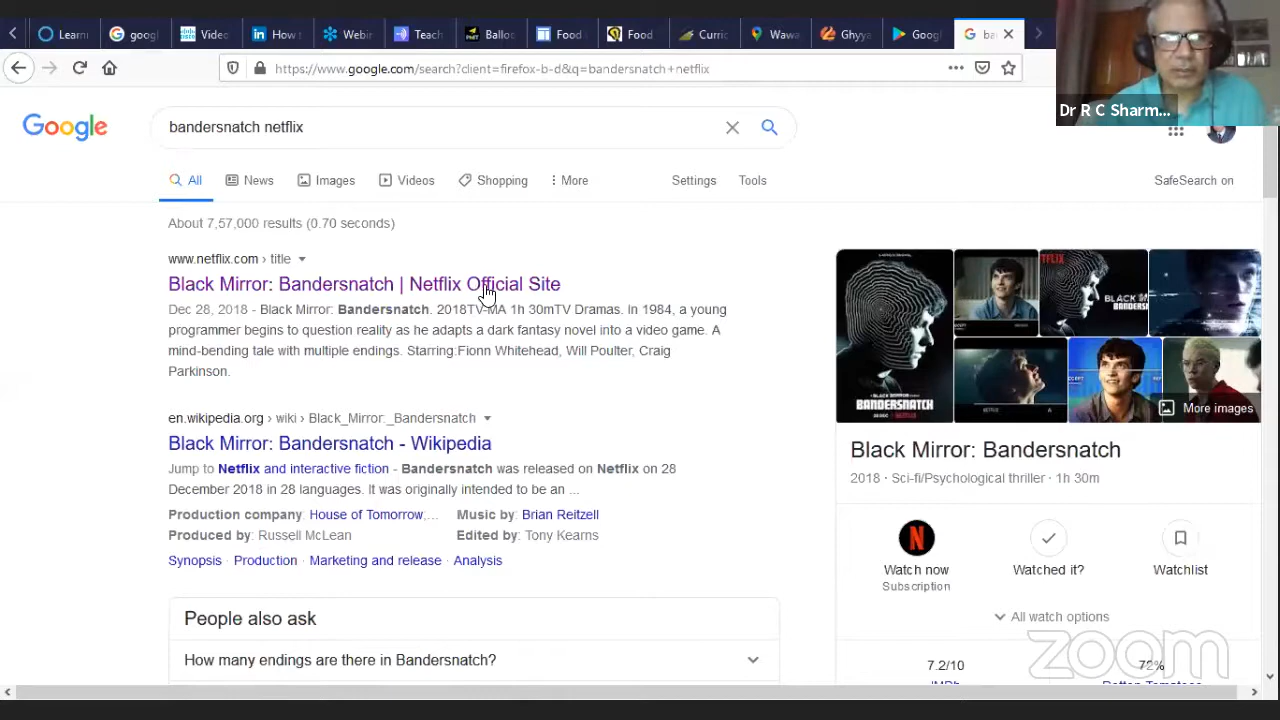 Learn
googl
Video
How t
Webir
Teach
Ballo
Food
Food
Curric
Wawa
Ghyya
Googl
ba
https://www.google.com/search?client=firefox-b-d&q=bandersnatch+netflix
Dr R C Sharm...
Google
bandersnatch netflix
All News Images Videos Shopping More Settings Tools SafeSearch on
About 7,57,000 results (0.70 seconds)
www.netflix.com › title
Black Mirror: Bandersnatch | Netflix Official Site
Dec 28, 2018 - Black Mirror: Bandersnatch. 2018TV-MA 1h 30mTV Dramas. in 1984, a young
programmer begins to question reality as he adapts a dark fantasy novel into a video game. A
mind-bending tale with multiple endings. Starring:Fionn Whitehead, Will Poulter, Craig
Parkinson.
en.wikipedia.org › wiki › Black_Mirror:_Bandersnatch
Black Mirror: Bandersnatch - Wikipedia
Jump to Netflix and interactive fiction - Bandersnatch was released on Netflix on 28
December 2018 in 28 languages. It was originally intended to be an ...
Production company: House of Tomorrow,... Music by: Brian Reitzell
Produced by: Russell McLean Edited by: Tony Kearns
Synopsis · Production · Marketing and release · Analysis
People also ask
How many endings are there in Bandersnatch?
BANDERSNATCH
More images
Black Mirror: Bandersnatch
2018 · Sci-fi/Psychological thriller · 1h 30m
N
Watch now
Subscription
Watched it?
Watchlist
All watch options
7.2/10
72%
zoom